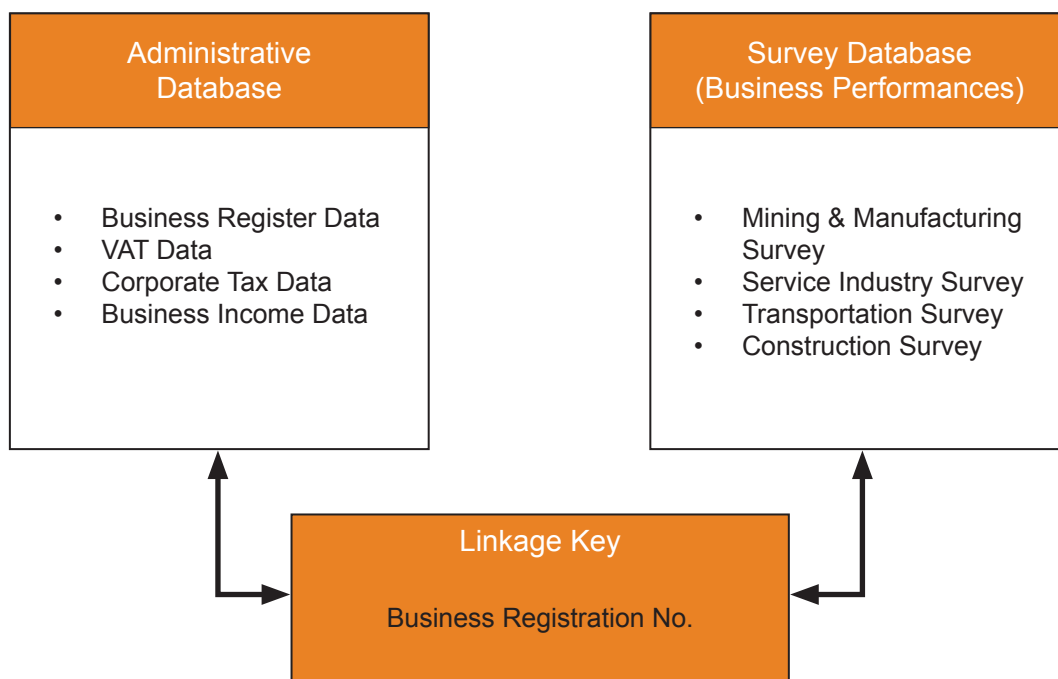 Administrative
Database
• Business Register Data
• VAT Data
• Corporate Tax Data
• Business Income Data
Survey Database
(Business Performances)
• Mining & Manufacturing
Survey
• Service Industry Survey
• Transportation Survey
• Construction Survey
Linkage Key
Business Registration No.